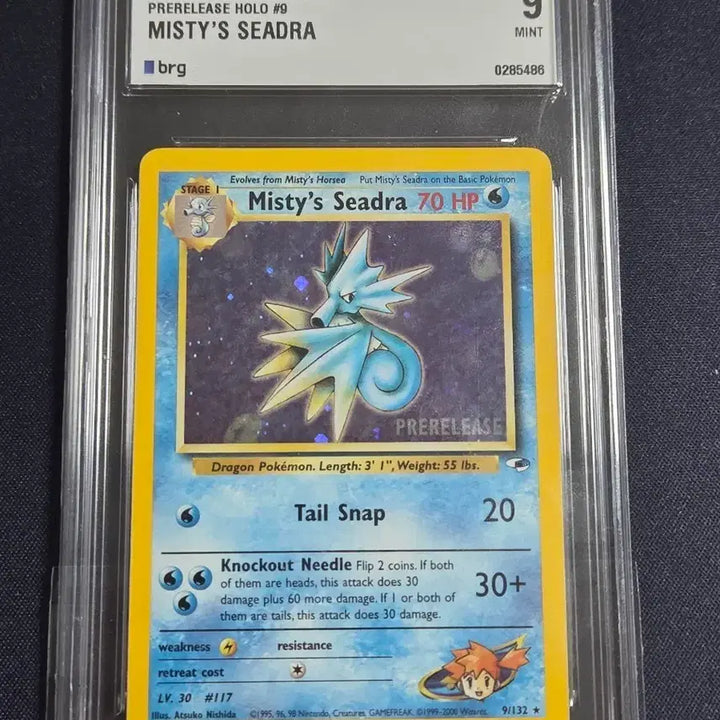 PRERELEASE HOLO #9
9
MISTY'S SEADRA
MINT
brg
0285486
Evolves from Misty's Horsea Put Misty's Seadra on the Basic Pokémon
STAGE 1
Misty's Seadra 70 HP
PRERELEASE
Dragon Pokémon. Length: 3' 1", Weight: 55 lbs.
Tail Snap 20
Knockout Needle Flip 2 coins. If both
of them are heads, this attack does 30
damage plus 60 more damage. If 1 or both of
them are tails, this attack does 30 damage.
30+
weakness resistance
retreat cost
LV. 30 #117
Illus. Atsuko Nishida ©1995, 96, 98 Nintendo, Creatures, GAMEFREAK. ©1999-2000 Wizards. 9/132 ★